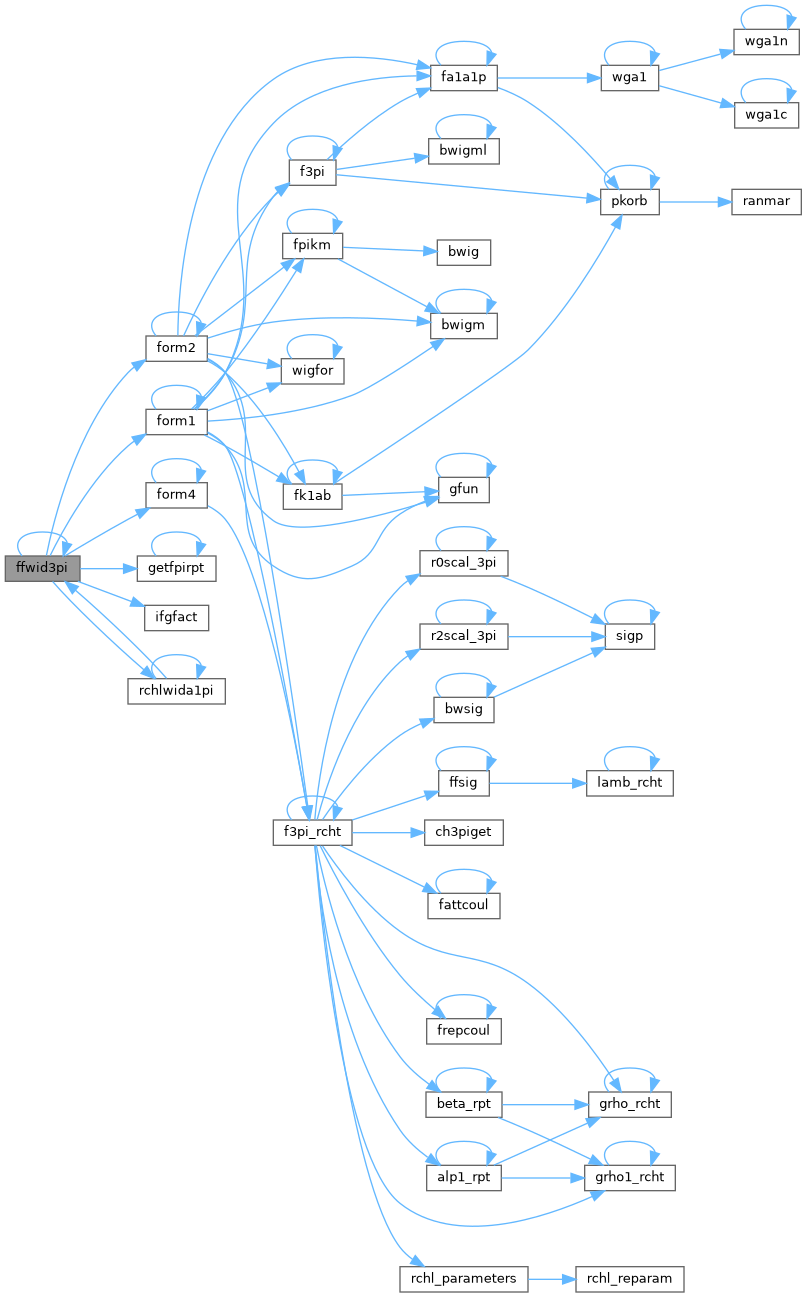 wga1n
fa1a1p
wga1
wga1c
bwigml
f3pi
pkorb
ranmar
fpikm
bwig
bwigm
form2
wigfor
form1
fk1ab
gfun
form4
r0scal_3pi
ffwid3pi
getfpirpt
ifgfact
r2scal_3pi
sigp
rchlwida1pi
bwsig
ffsig
lamb_rcht
f3pi_rcht
ch3piget
fattcoul
frepcoul
beta_rpt
grho_rcht
alp1_rpt
grho1_rcht
rchl_parameters
rchl_reparam